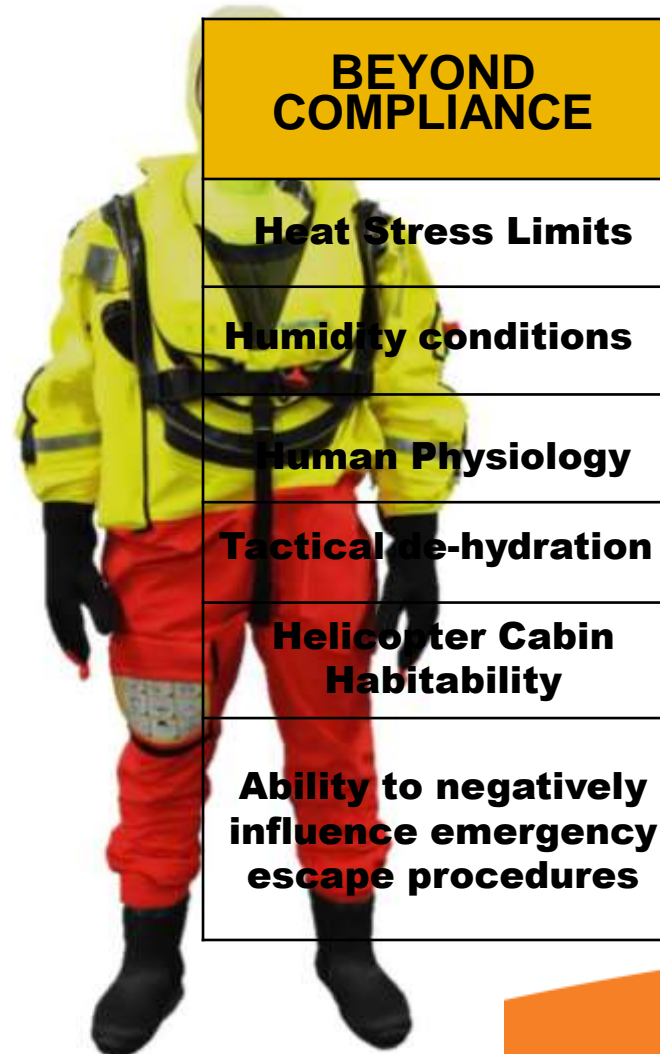 BEYOND
COMPLIANCE
Heat Stress Limits
Humidity conditions
Human Physiology
Tactical de-hydration
Helicopter Cabin
Habitability
Ability to negatively
influence emergency
escape procedures